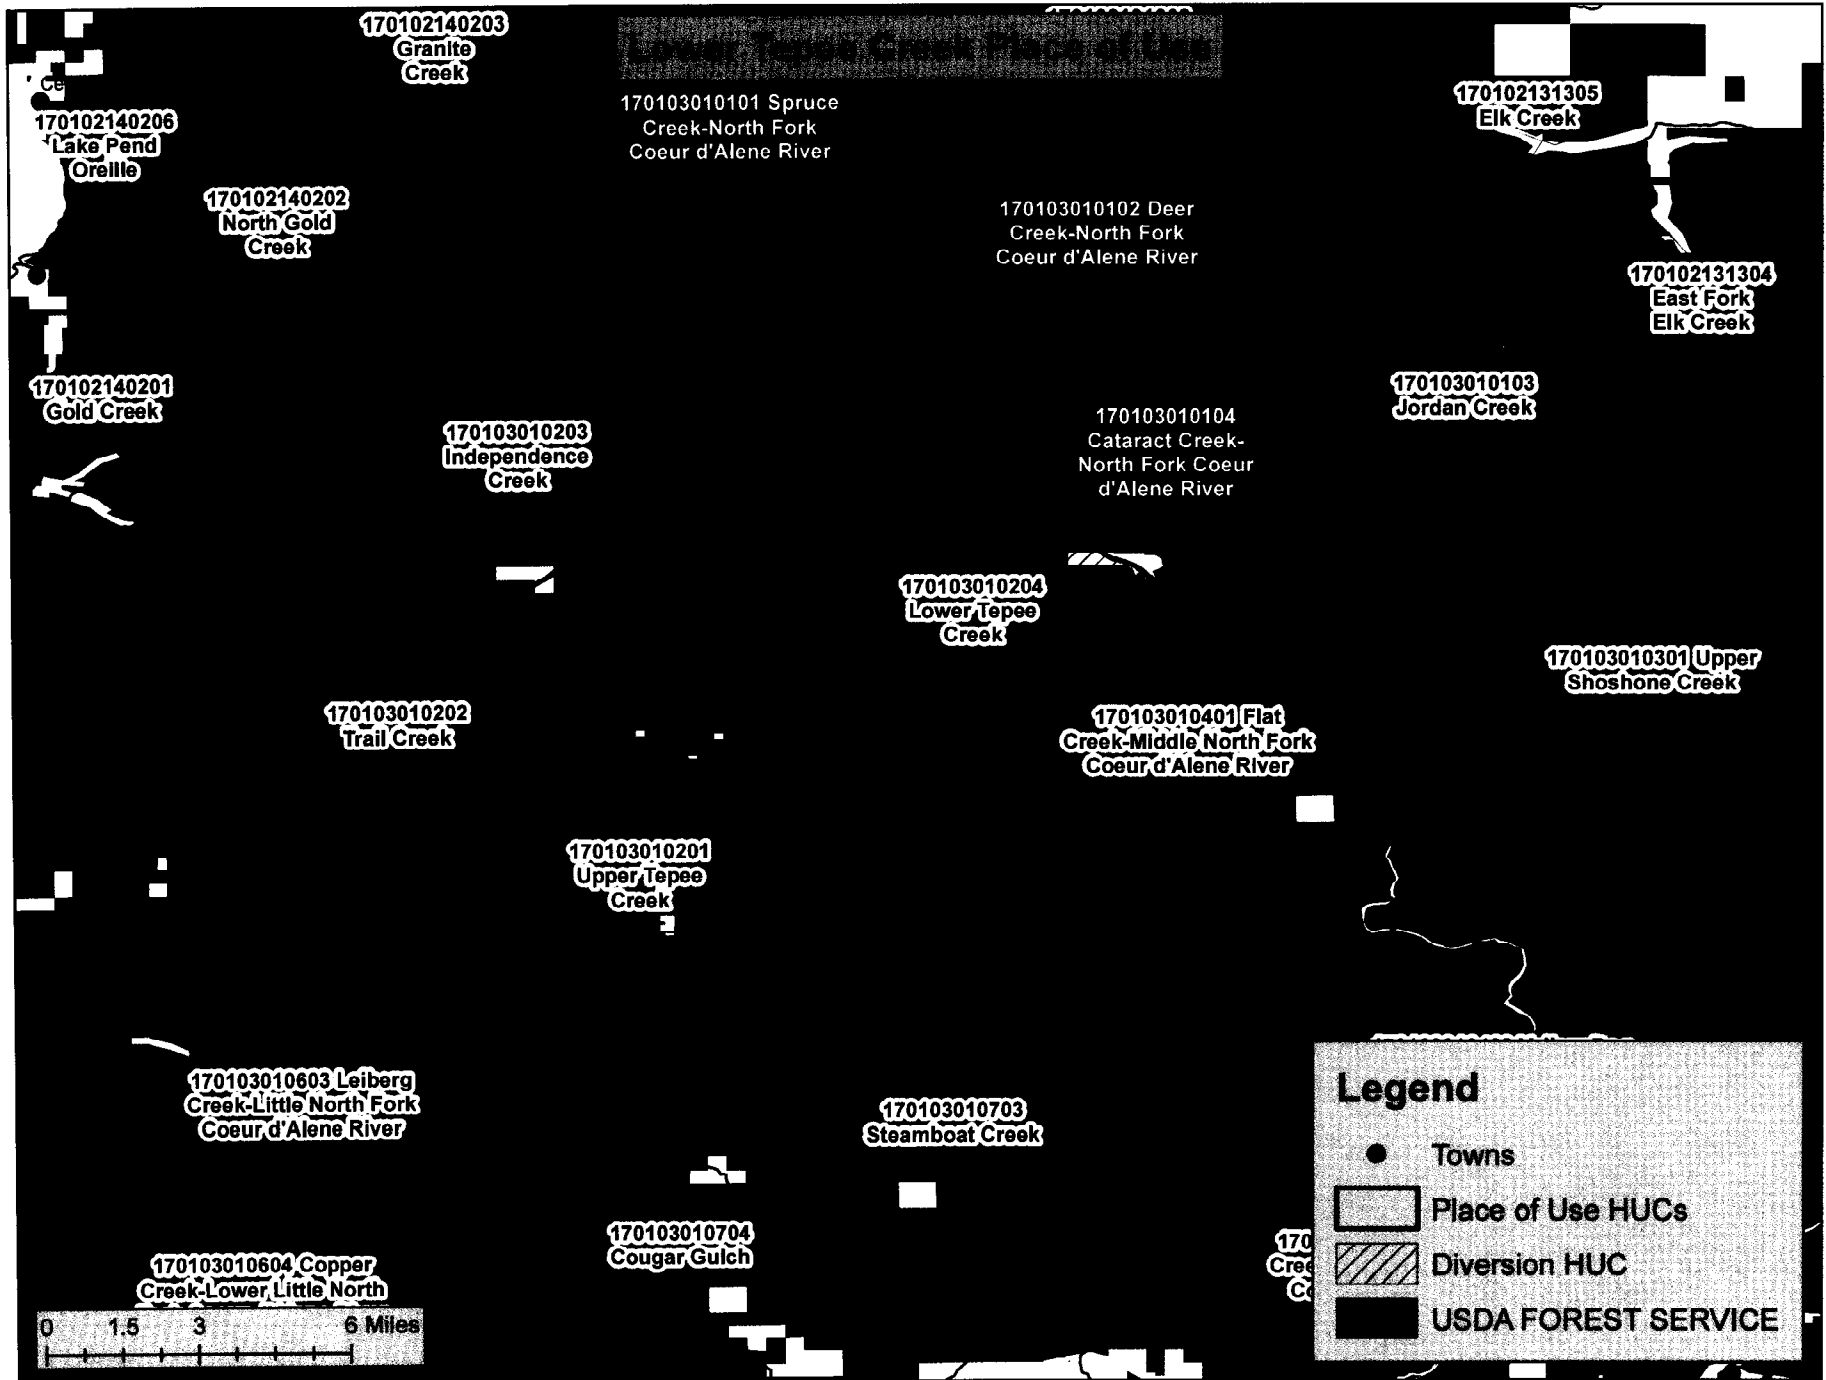 Lower Tepee Creek Place of Use
170102140203
Granite
Creek
Ce
170102140206
Lake Pend
Oreille
170103010101 Spruce
Creek-North Fork
Coeur d'Alene River
170102131305
Elk Creek
170102140202
North Gold
Creek
170103010102 Deer
Creek-North Fork
Coeur d'Alene River
170102131304
East Fork
Elk Creek
170102140201
Gold Creek
170103010103
Jordan Creek
170103010203
Independence
Creek
170103010104
Cataract Creek-
North Fork Coeur
d'Alene River
170103010204
Lower Tepee
Creek
170103010301 Upper
Shoshone Creek
170103010202
Trail Creek
170103010401 Flat
Creek-Middle North Fork
Coeur d'Alene River
170103010201
Upper Tepee
Creek
170103010603 Leiberg
Creek-Little North Fork
Coeur d'Alene River
170103010703
Steamboat Creek
170103010704
Cougar Gulch
170103010604 Copper
Creek-Lower Little North
170
Cree
Co
0 1.5 3 6 Miles
Legend
Towns
Place of Use HUCs
Diversion HUC
USDA FOREST SERVICE